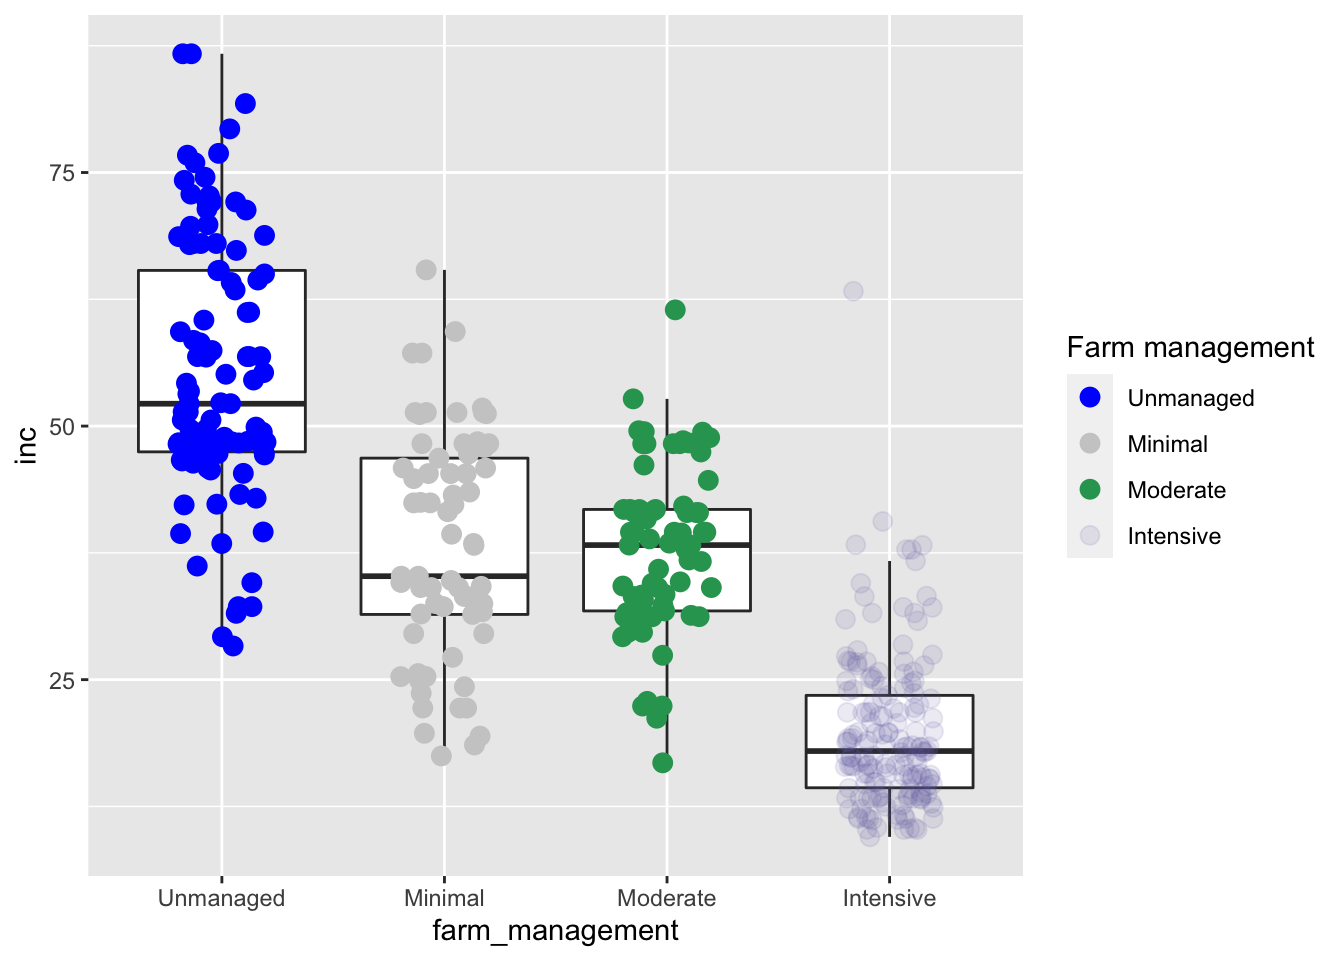 75
50
25
inc
Unmanaged
Minimal
Moderate
Intensive
farm_management
Farm management
Unmanaged
Minimal
Moderate
Intensive